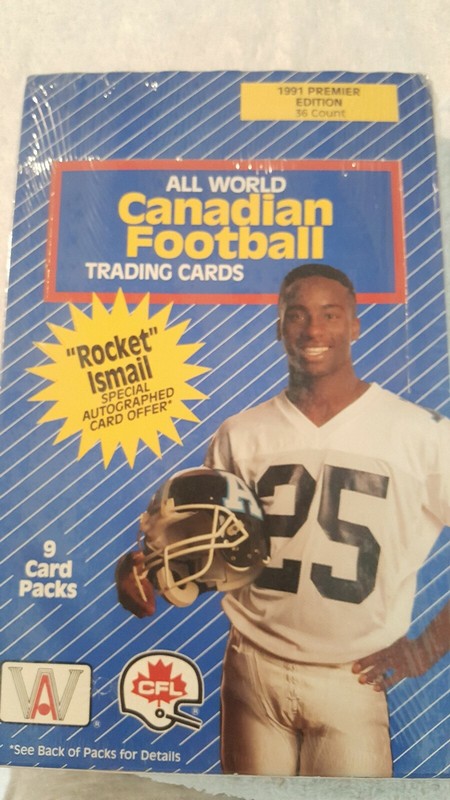 1991 PREMIER
EDITION
36 Count
ALL WORLD
Canadian
Football
TRADING CARDS
"Rocket"
Ismail
SPECIAL
AUTOGRAPHED
CARD OFFER*
A
25
9
Card
Packs
AW
®
CFL
®
*See Back of Packs for Details